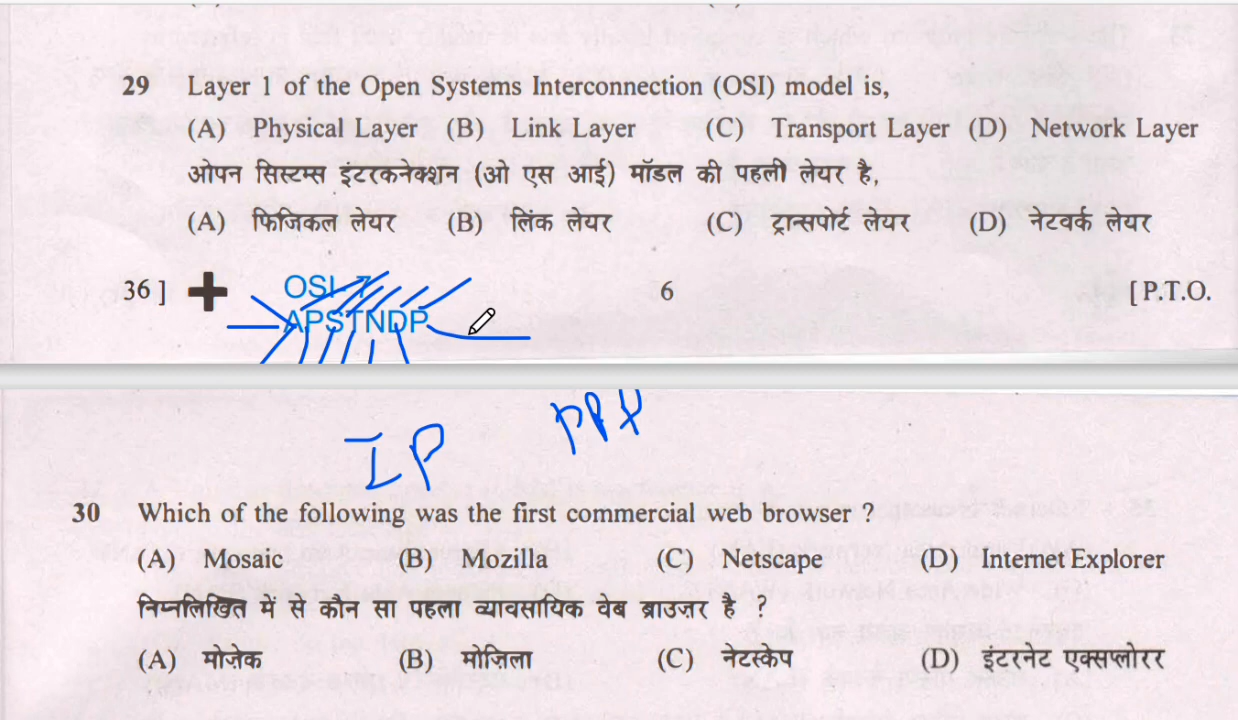 29 Layer 1 of the Open Systems Interconnection (OSI) model is,
(A) Physical Layer (B) Link Layer (C) Transport Layer (D) Network Layer
ओपन सिस्टम्स इंटरकनेक्शन (ओ एस आई) मॉडल की पहली लेयर है,
(A) फिजिकल लेयर (B) लिंक लेयर (C) ट्रान्सपोर्ट लेयर (D) नेटवर्क लेयर
36 ] 6 [ P.T.O.
OSI-7
APSTNDP
IP
30 Which of the following was the first commercial web browser ?
(A) Mosaic (B) Mozilla (C) Netscape (D) Internet Explorer
निम्नलिखित में से कौन सा पहला व्यावसायिक वेब ब्राउजर है ?
(A) मोज़ेक (B) मोज़िला (C) नेटस्केप (D) इंटरनेट एक्सप्लोरर